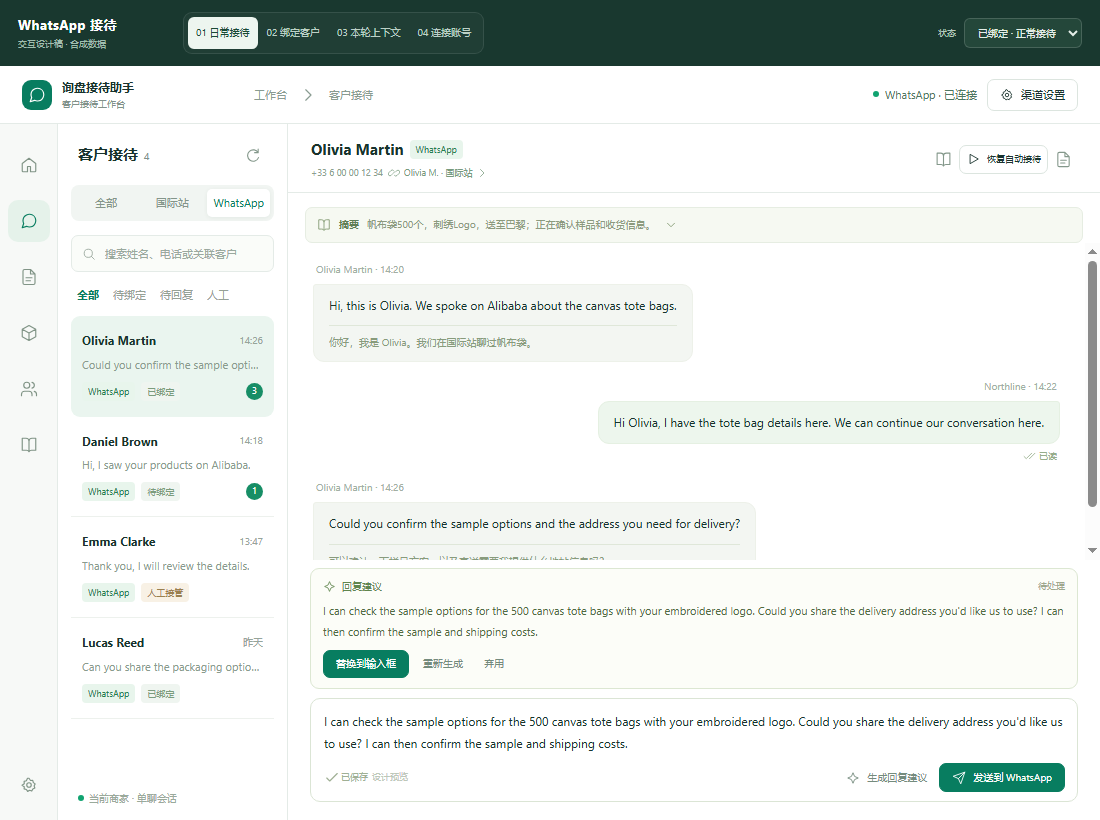 WhatsApp 接待
交互设计稿 · 合成数据
01 日常接待
02 绑定客户
03 本轮上下文
04 连接账号
状态
已绑定 · 正常接待
询盘接待助手
客户接待工作台
工作台
客户接待
WhatsApp · 已连接
渠道设置
客户接待 4
全部
国际站
WhatsApp
搜索姓名、电话或关联客户
全部
待绑定
待回复
人工
Olivia Martin
14:26
Could you confirm the sample opti...
WhatsApp
已绑定
3
Daniel Brown
14:18
Hi, I saw your products on Alibaba.
WhatsApp
待绑定
1
Emma Clarke
13:47
Thank you, I will review the details.
WhatsApp
人工接管
Lucas Reed
昨天
Can you share the packaging optio...
WhatsApp
已绑定
当前商家 · 单聊会话
Olivia Martin
WhatsApp
+33 6 00 00 12 34
Olivia M. · 国际站
恢复自动接待
摘要
帆布袋500个，刺绣Logo，送至巴黎；正在确认样品和收货信息。
Olivia Martin · 14:20
Hi, this is Olivia. We spoke on Alibaba about the canvas tote bags.
你好，我是 Olivia。我们在国际站聊过帆布袋。
Northline · 14:22
Hi Olivia, I have the tote bag details here. We can continue our conversation here.
已读
Olivia Martin · 14:26
Could you confirm the sample options and the address you need for delivery?
回复建议
待处理
I can check the sample options for the 500 canvas tote bags with your embroidered logo. Could you share the delivery address you'd like us to use? I can
then confirm the sample and shipping costs.
替换到输入框
重新生成
弃用
I can check the sample options for the 500 canvas tote bags with your embroidered logo. Could you share the delivery address you'd like us
to use? I can then confirm the sample and shipping costs.
已保存
设计预览
生成回复建议
发送到 WhatsApp